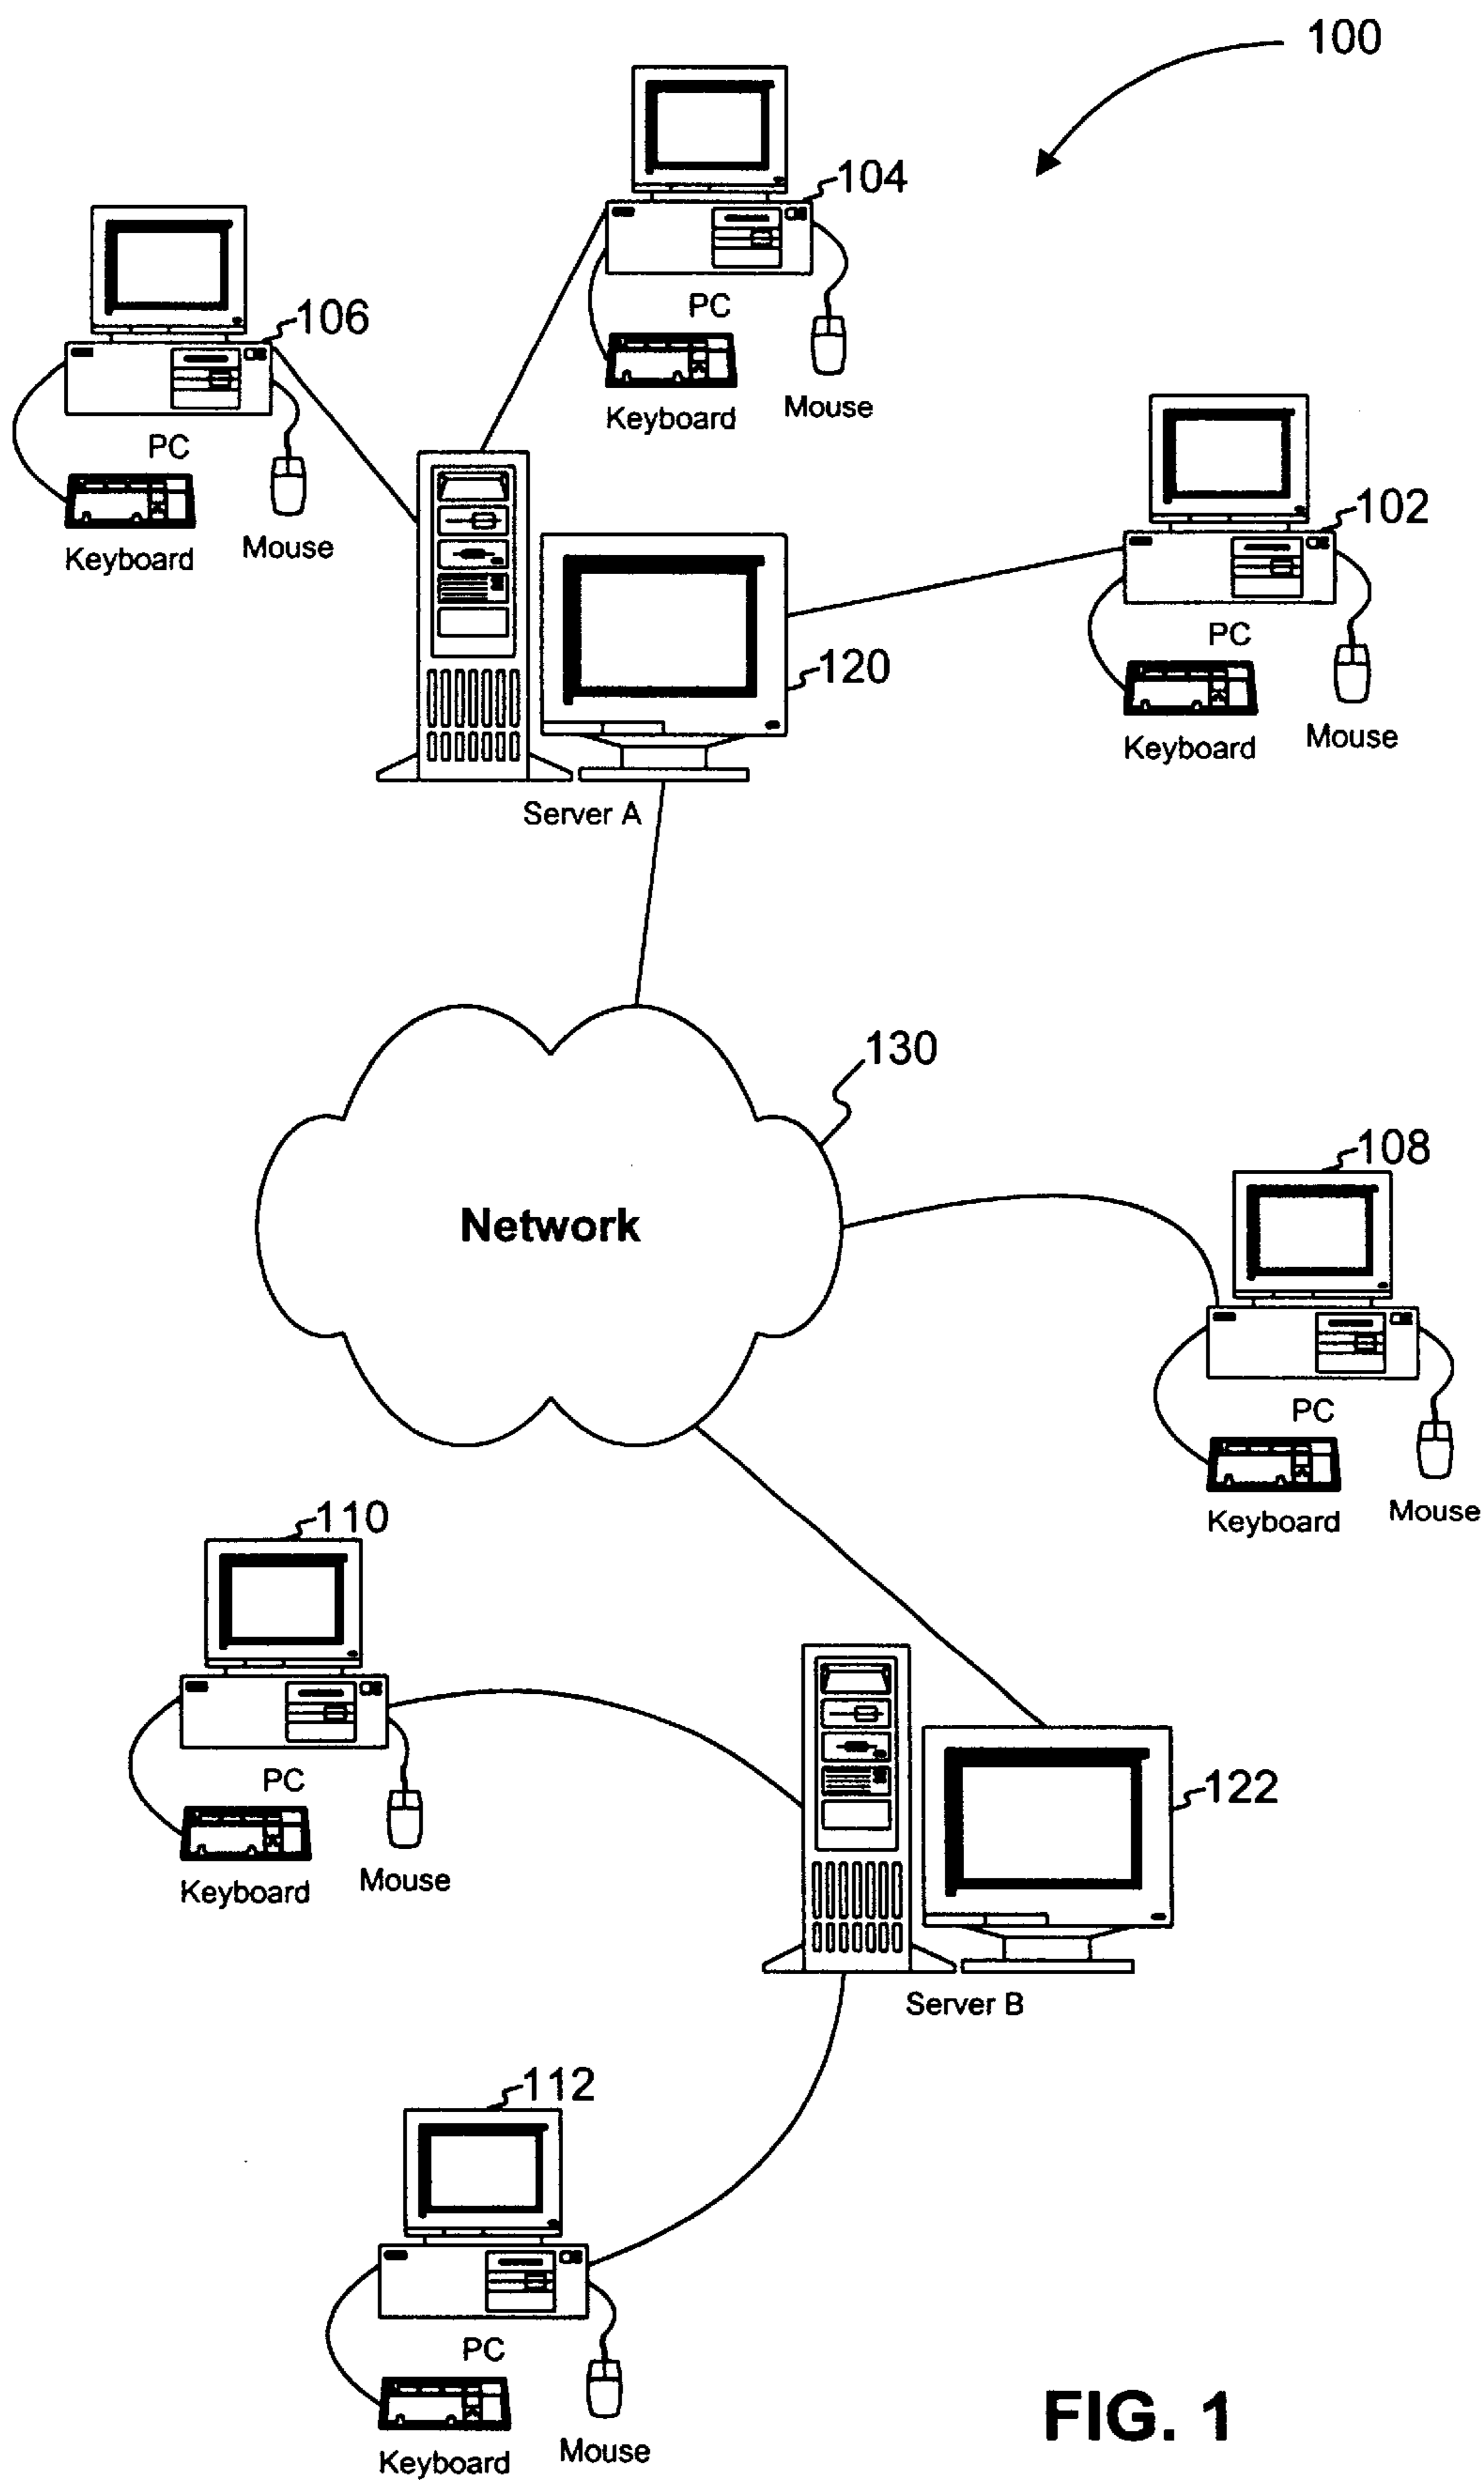 100
104
PC
Keyboard
Mouse
106
PC
Keyboard
Mouse
102
PC
Keyboard
Mouse
120
Server A
130
Network
108
PC
Keyboard
Mouse
110
PC
Keyboard
Mouse
122
Server B
112
PC
Keyboard
Mouse
FIG. 1